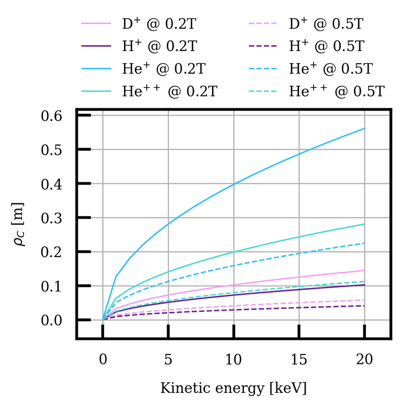 D⁺ @ 0.2T D⁺ @ 0.5T
H⁺ @ 0.2T H⁺ @ 0.5T
He⁺ @ 0.2T He⁺ @ 0.5T
He⁺⁺ @ 0.2T He⁺⁺ @ 0.5T
0.6
0.5
0.4
0.3
0.2
0.1
0.0
ρC [m]
0 5 10 15 20
Kinetic energy [keV]